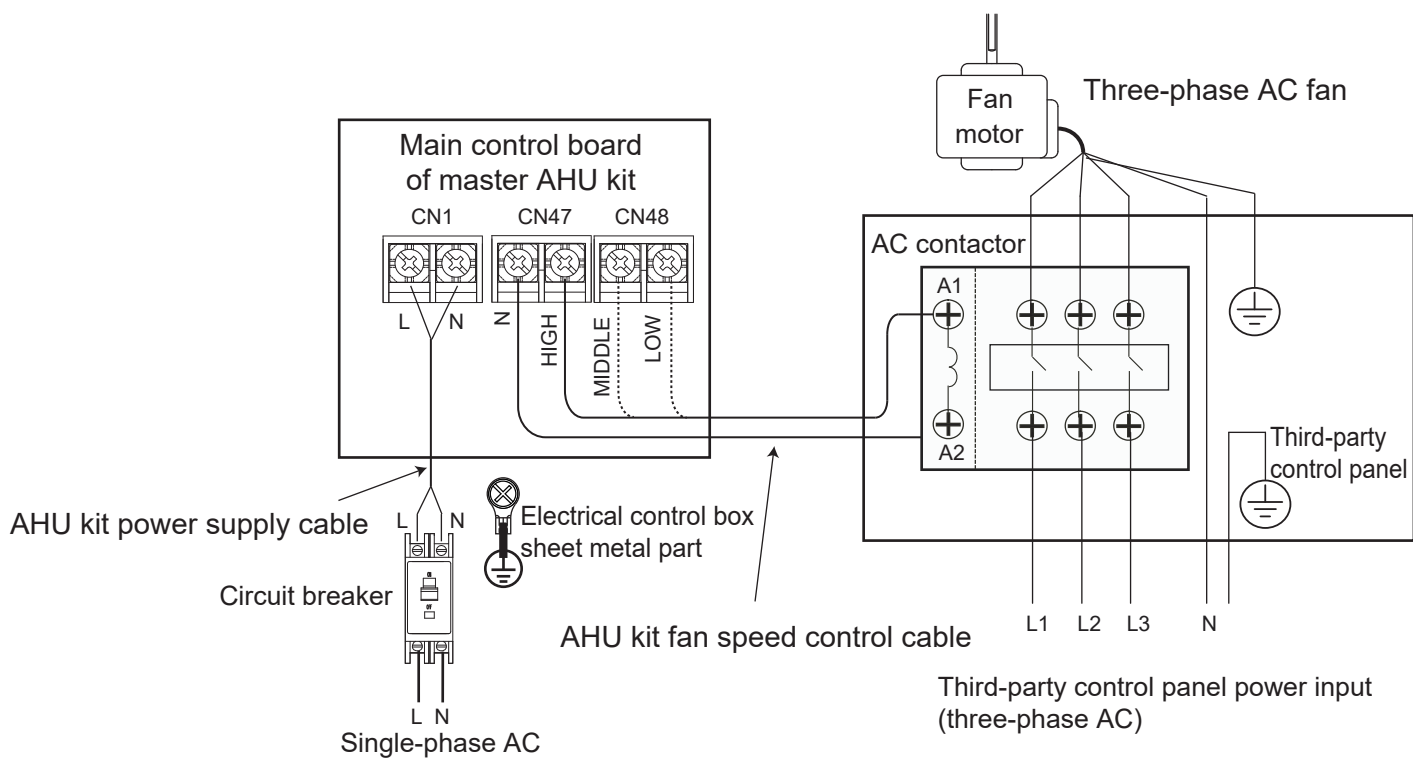 Fan
motor
Three-phase AC fan
Main control board
of master AHU kit
CN1
CN47
CN48
L
N
N
HIGH
MIDDLE
LOW
AC contactor
A1
A2
Third-party
control panel
AHU kit power supply cable
L
N
Electrical control box
sheet metal part
Circuit breaker
ON
OFF
AHU kit fan speed control cable
L1
L2
L3
N
Third-party control panel power input
(three-phase AC)
L N
Single-phase AC